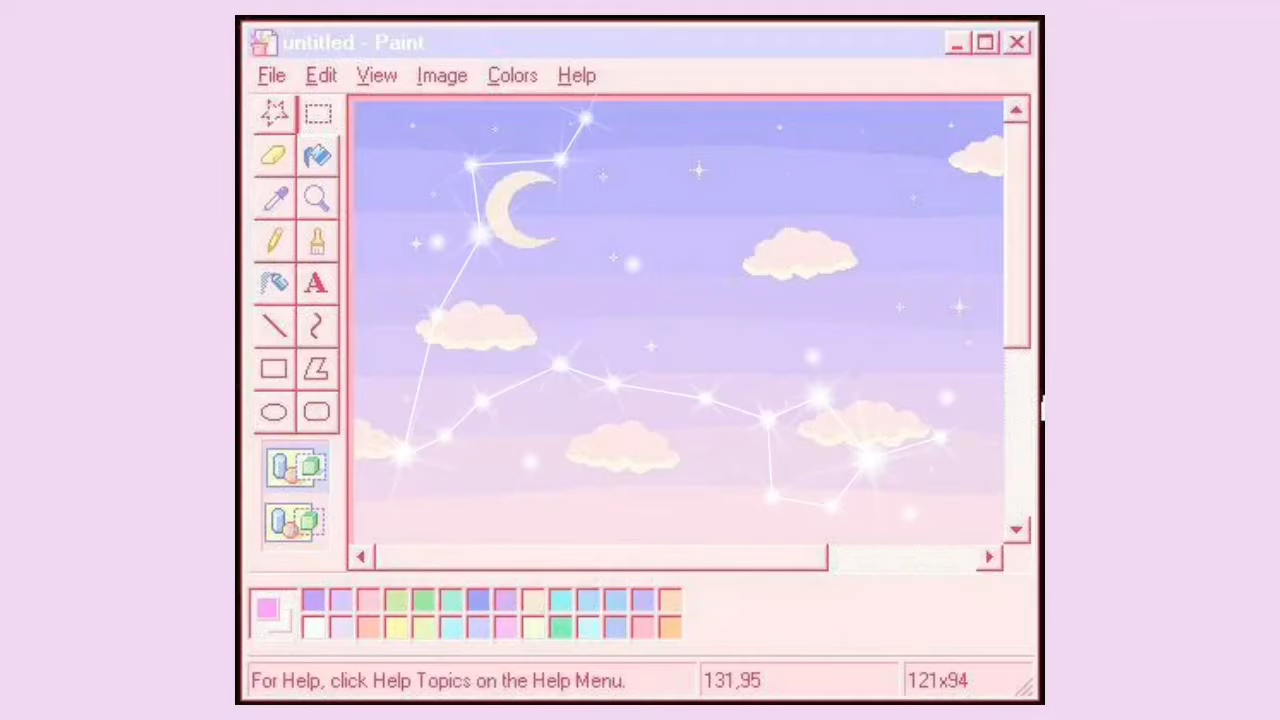 untitled - Paint
File Edit View Image Colors Help
A
For Help, click Help Topics on the Help Menu. 131,95 121x94